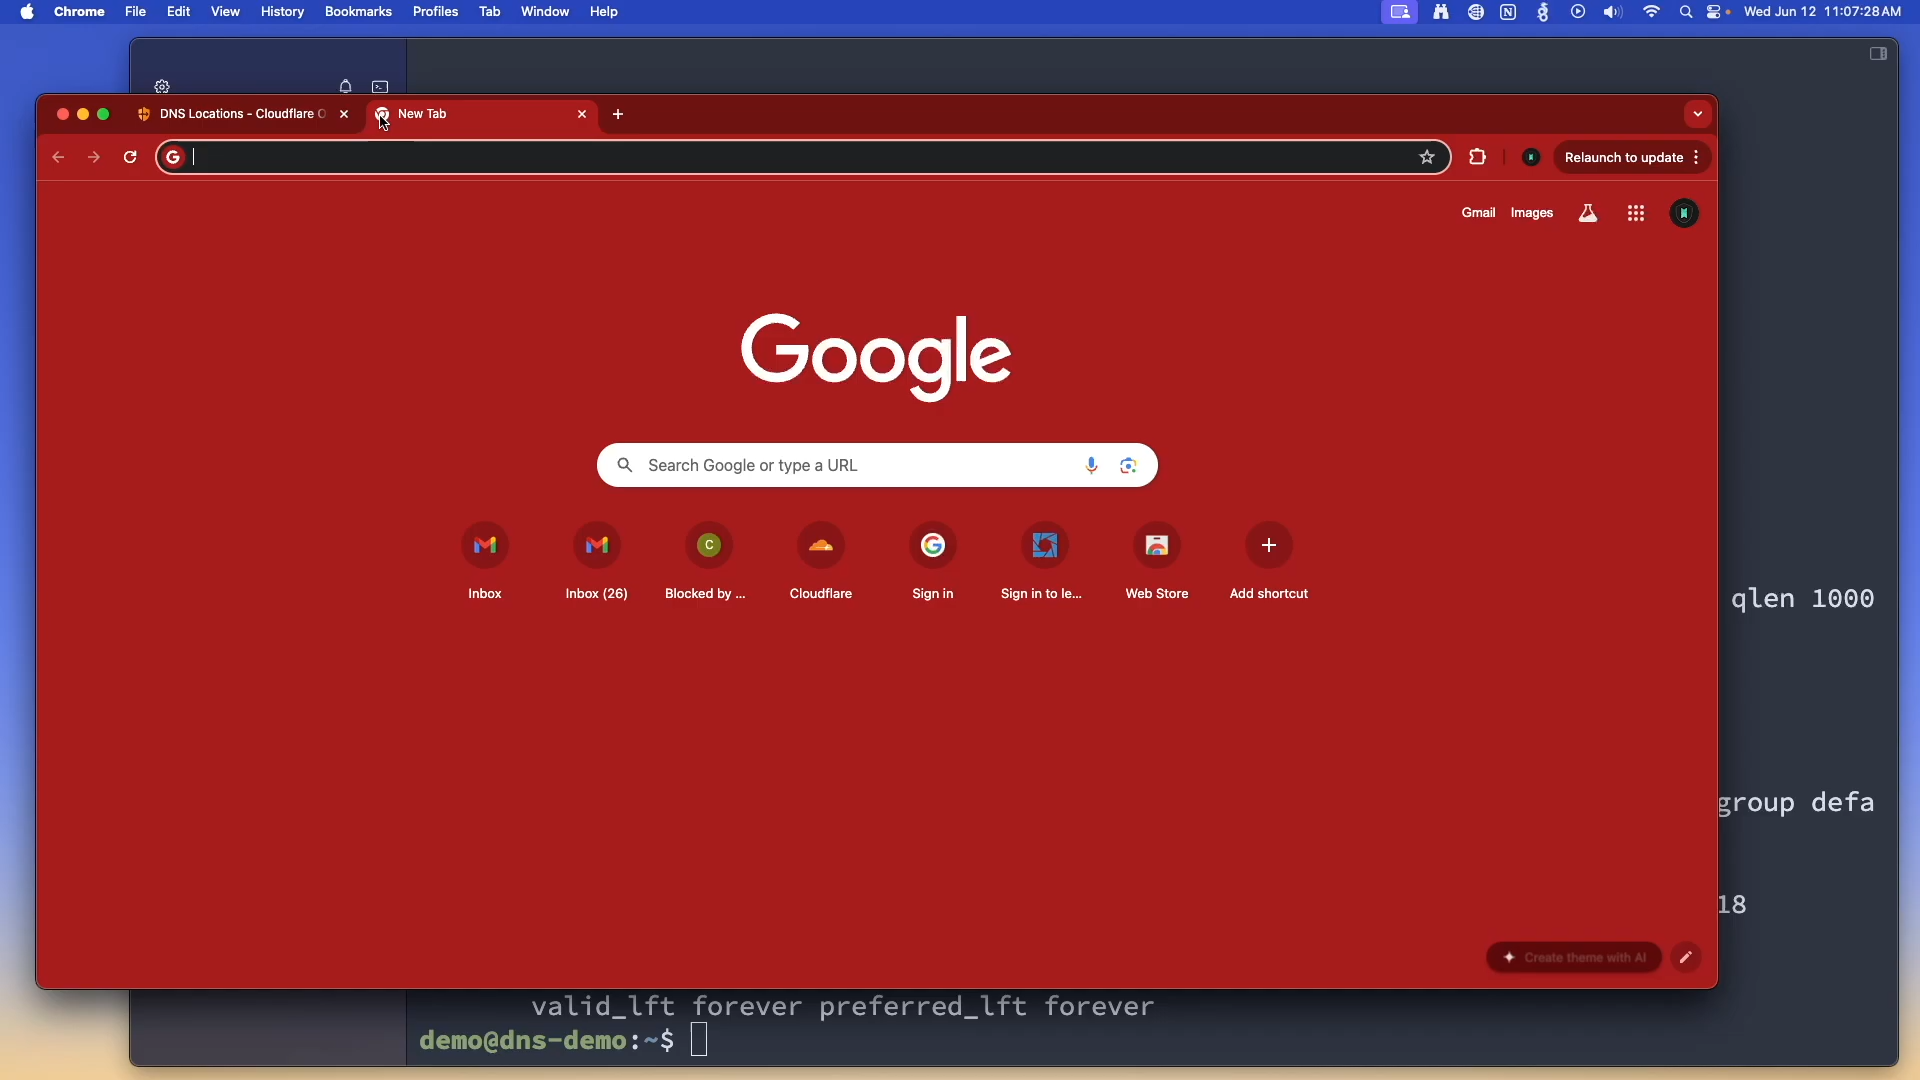 Chrome File Edit View History Bookmarks Profiles Tab Window Help Wed Jun 12 11:07:28 AM
DNS Locations - Cloudflare
New Tab
Relaunch to update
Gmail Images
Google
Search Google or type a URL
Inbox
Inbox (26)
Blocked by ...
Cloudflare
Sign in
Sign in to le...
Web Store
Add shortcut
qlen 1000
group defa
18
Create theme with AI
valid_lft forever preferred_lft forever
demo@dns-demo:~$